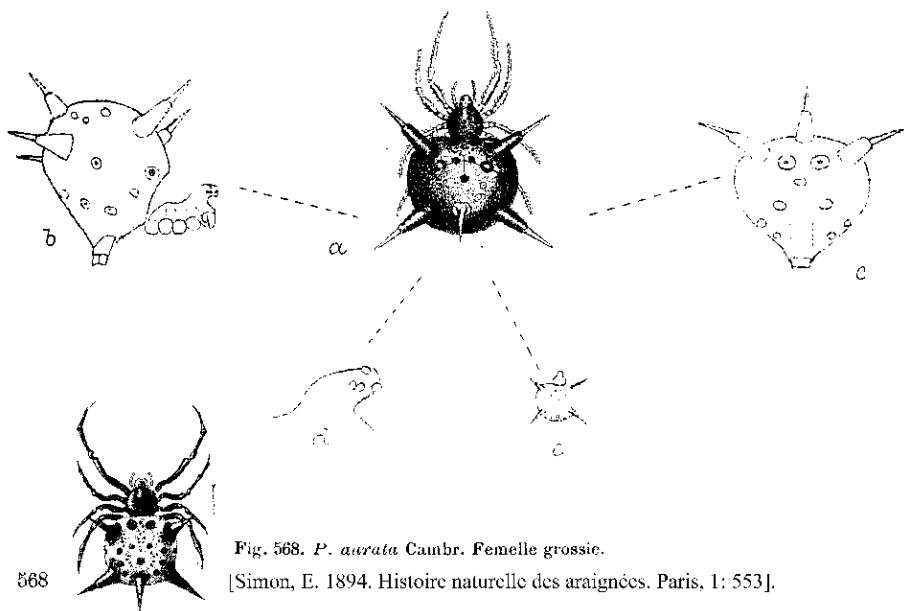 b
a
c
d
e
Fig. 568. P. aurata Cambr. Femelle grossie.
568
[Simon, E. 1894. Histoire naturelle des araignées. Paris, 1: 553].